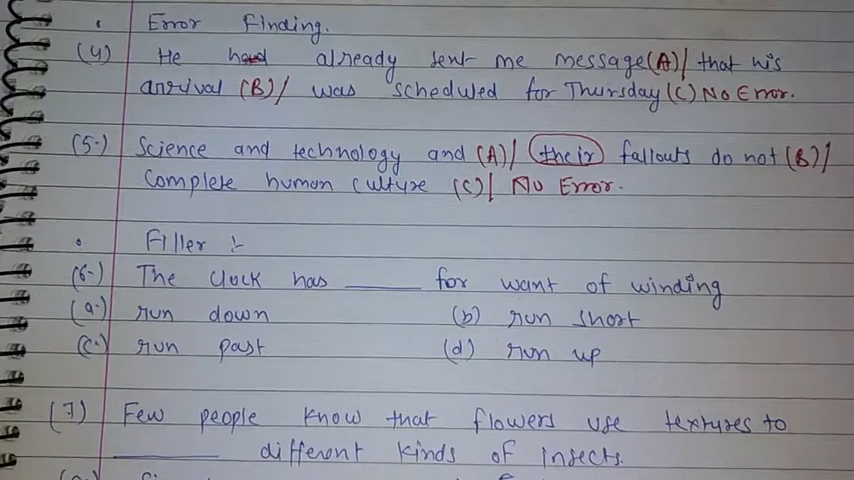 • Error Finding.
(4) He had already sent me message(A)/ that his
arrival (B)/ was scheduled for Thursday (C) No Error.
(5.) Science and technology and (A)/ their fallouts do not (B)/
Complete human culture (C)/ No Error.
• Filler :-
(6.) The clock has ______ for want of winding
(a.) run down (b) run short
(c.) run past (d) run up
(7) Few people know that flowers use textures to
________ different kinds of insects.